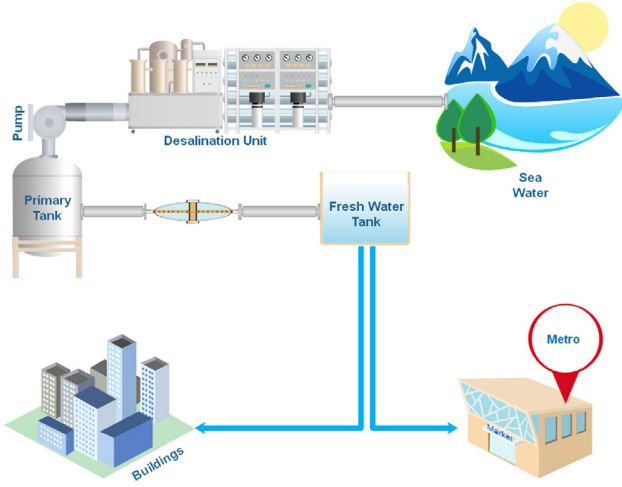 Pump
Desalination Unit
Sea
Water
Primary
Tank
Fresh Water
Tank
Metro
Market
Buildings